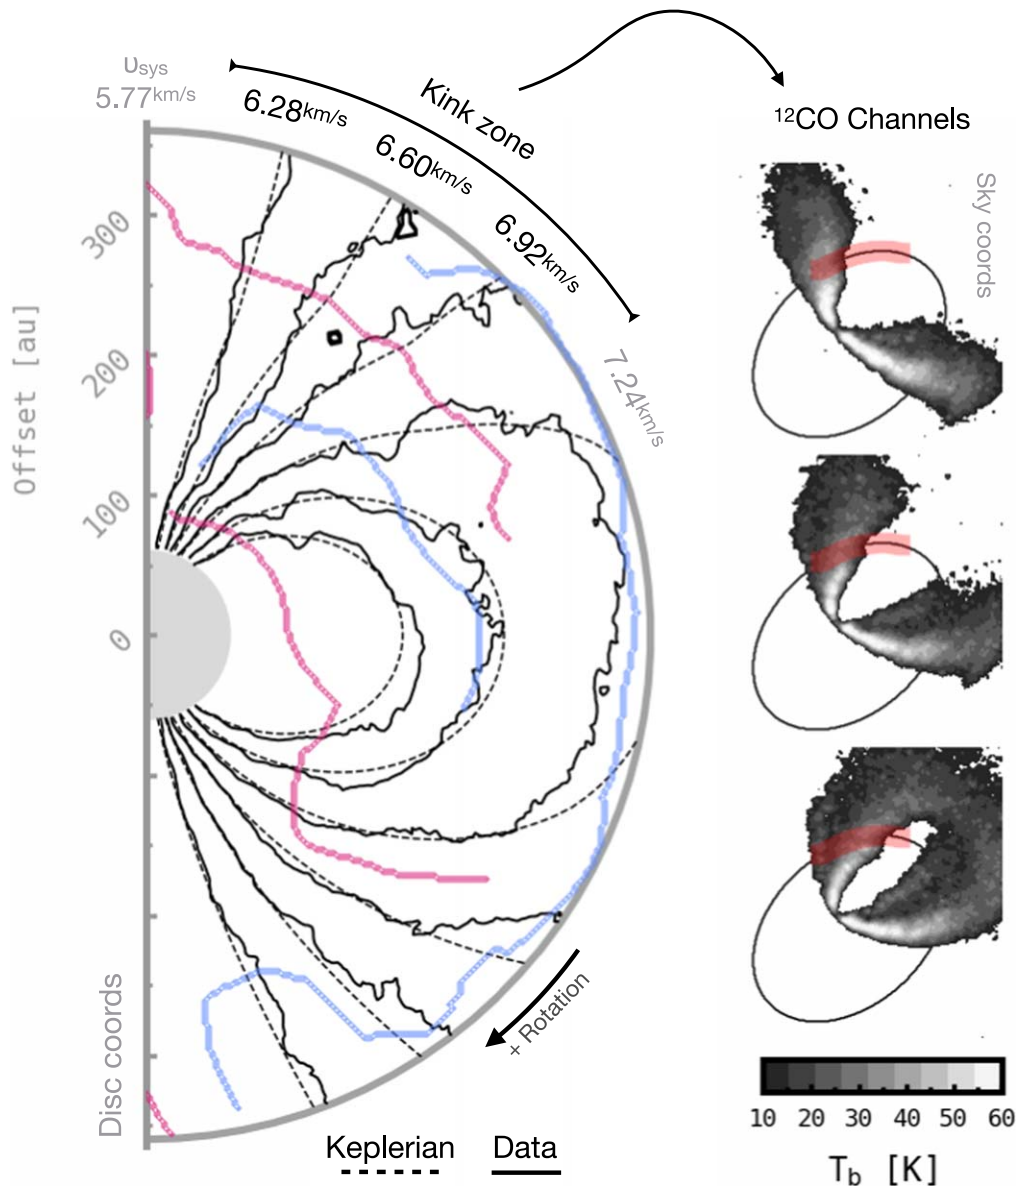 υsys
5.77km/s
6.28km/s
6.60km/s
6.92km/s
7.24km/s
Kink zone
¹²CO Channels
Sky coords
Offset [au]
300
200
100
0
Disc coords
+ Rotation
Keplerian
Data
10 20 30 40 50 60
Tb [K]